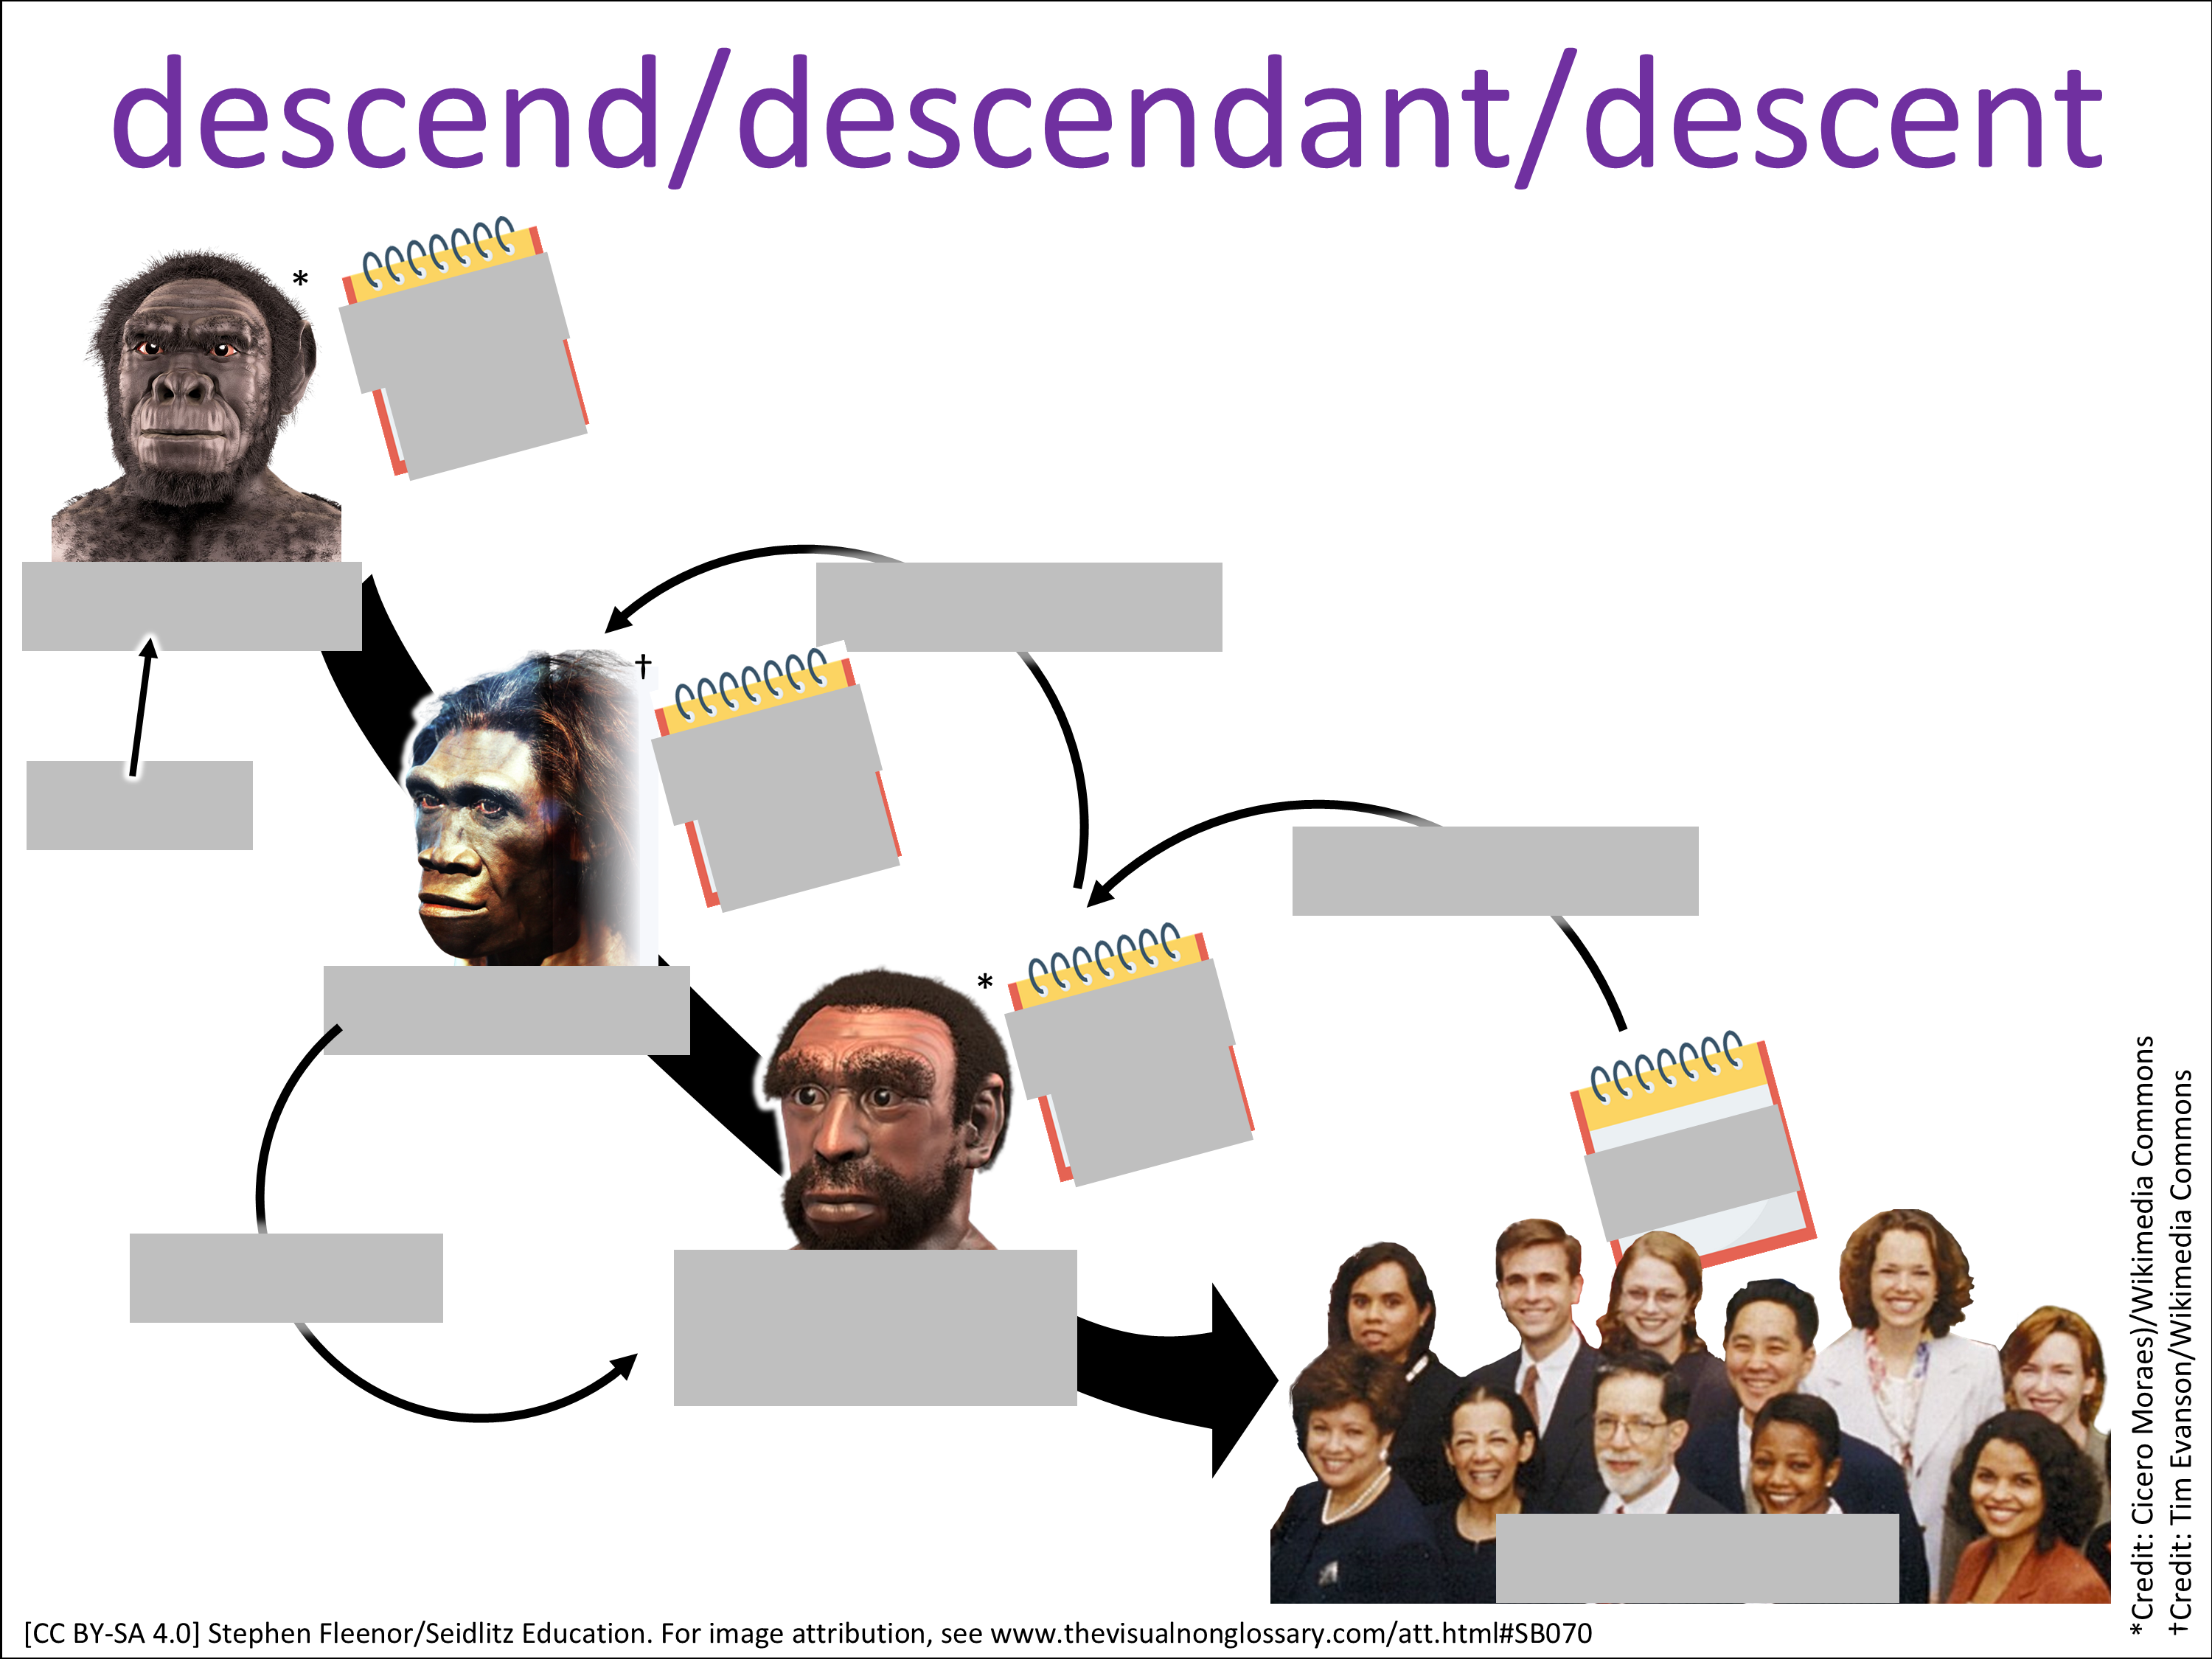 descend/descendant/descent
*
†
*
*Credit: Cicero Moraes)/Wikimedia Commons
†Credit: Tim Evanson/Wikimedia Commons
[CC BY-SA 4.0] Stephen Fleenor/Seidlitz Education. For image attribution, see www.thevisualnonglossary.com/att.html#SB070